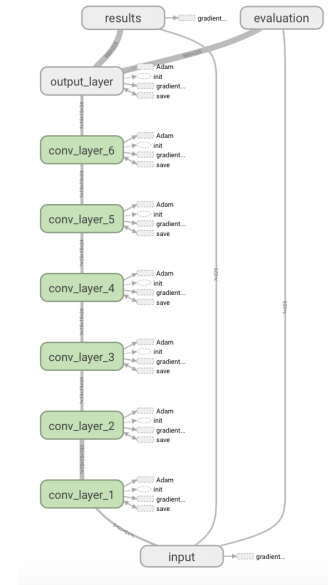 results
gradient...
evaluation
output_layer
Adam
init
gradient...
save
conv_layer_6
Adam
init
gradient...
save
conv_layer_5
Adam
init
gradient...
save
conv_layer_4
Adam
init
gradient...
save
conv_layer_3
Adam
init
gradient...
save
conv_layer_2
Adam
init
gradient...
save
conv_layer_1
Adam
init
gradient...
save
input
gradient...